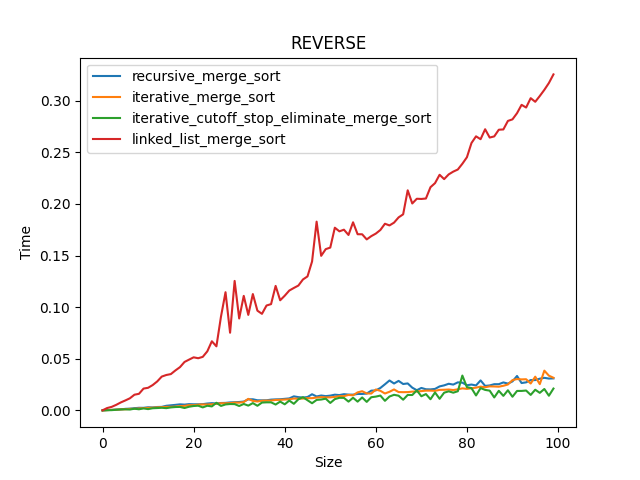 REVERSE
recursive_merge_sort
iterative_merge_sort
iterative_cutoff_stop_eliminate_merge_sort
linked_list_merge_sort
Time
0.30
0.25
0.20
0.15
0.10
0.05
0.00
0 20 40 60 80 100
Size